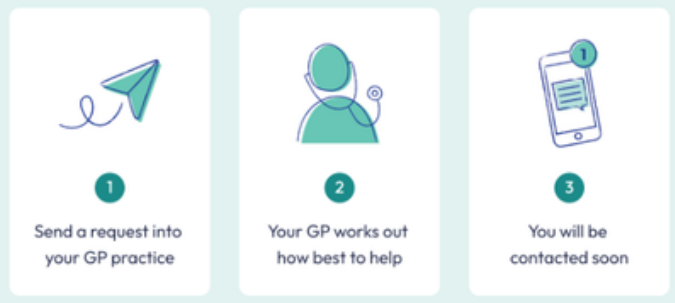 1
1
Send a request into
your GP practice
2
Your GP works out
how best to help
3
You will be
contacted soon